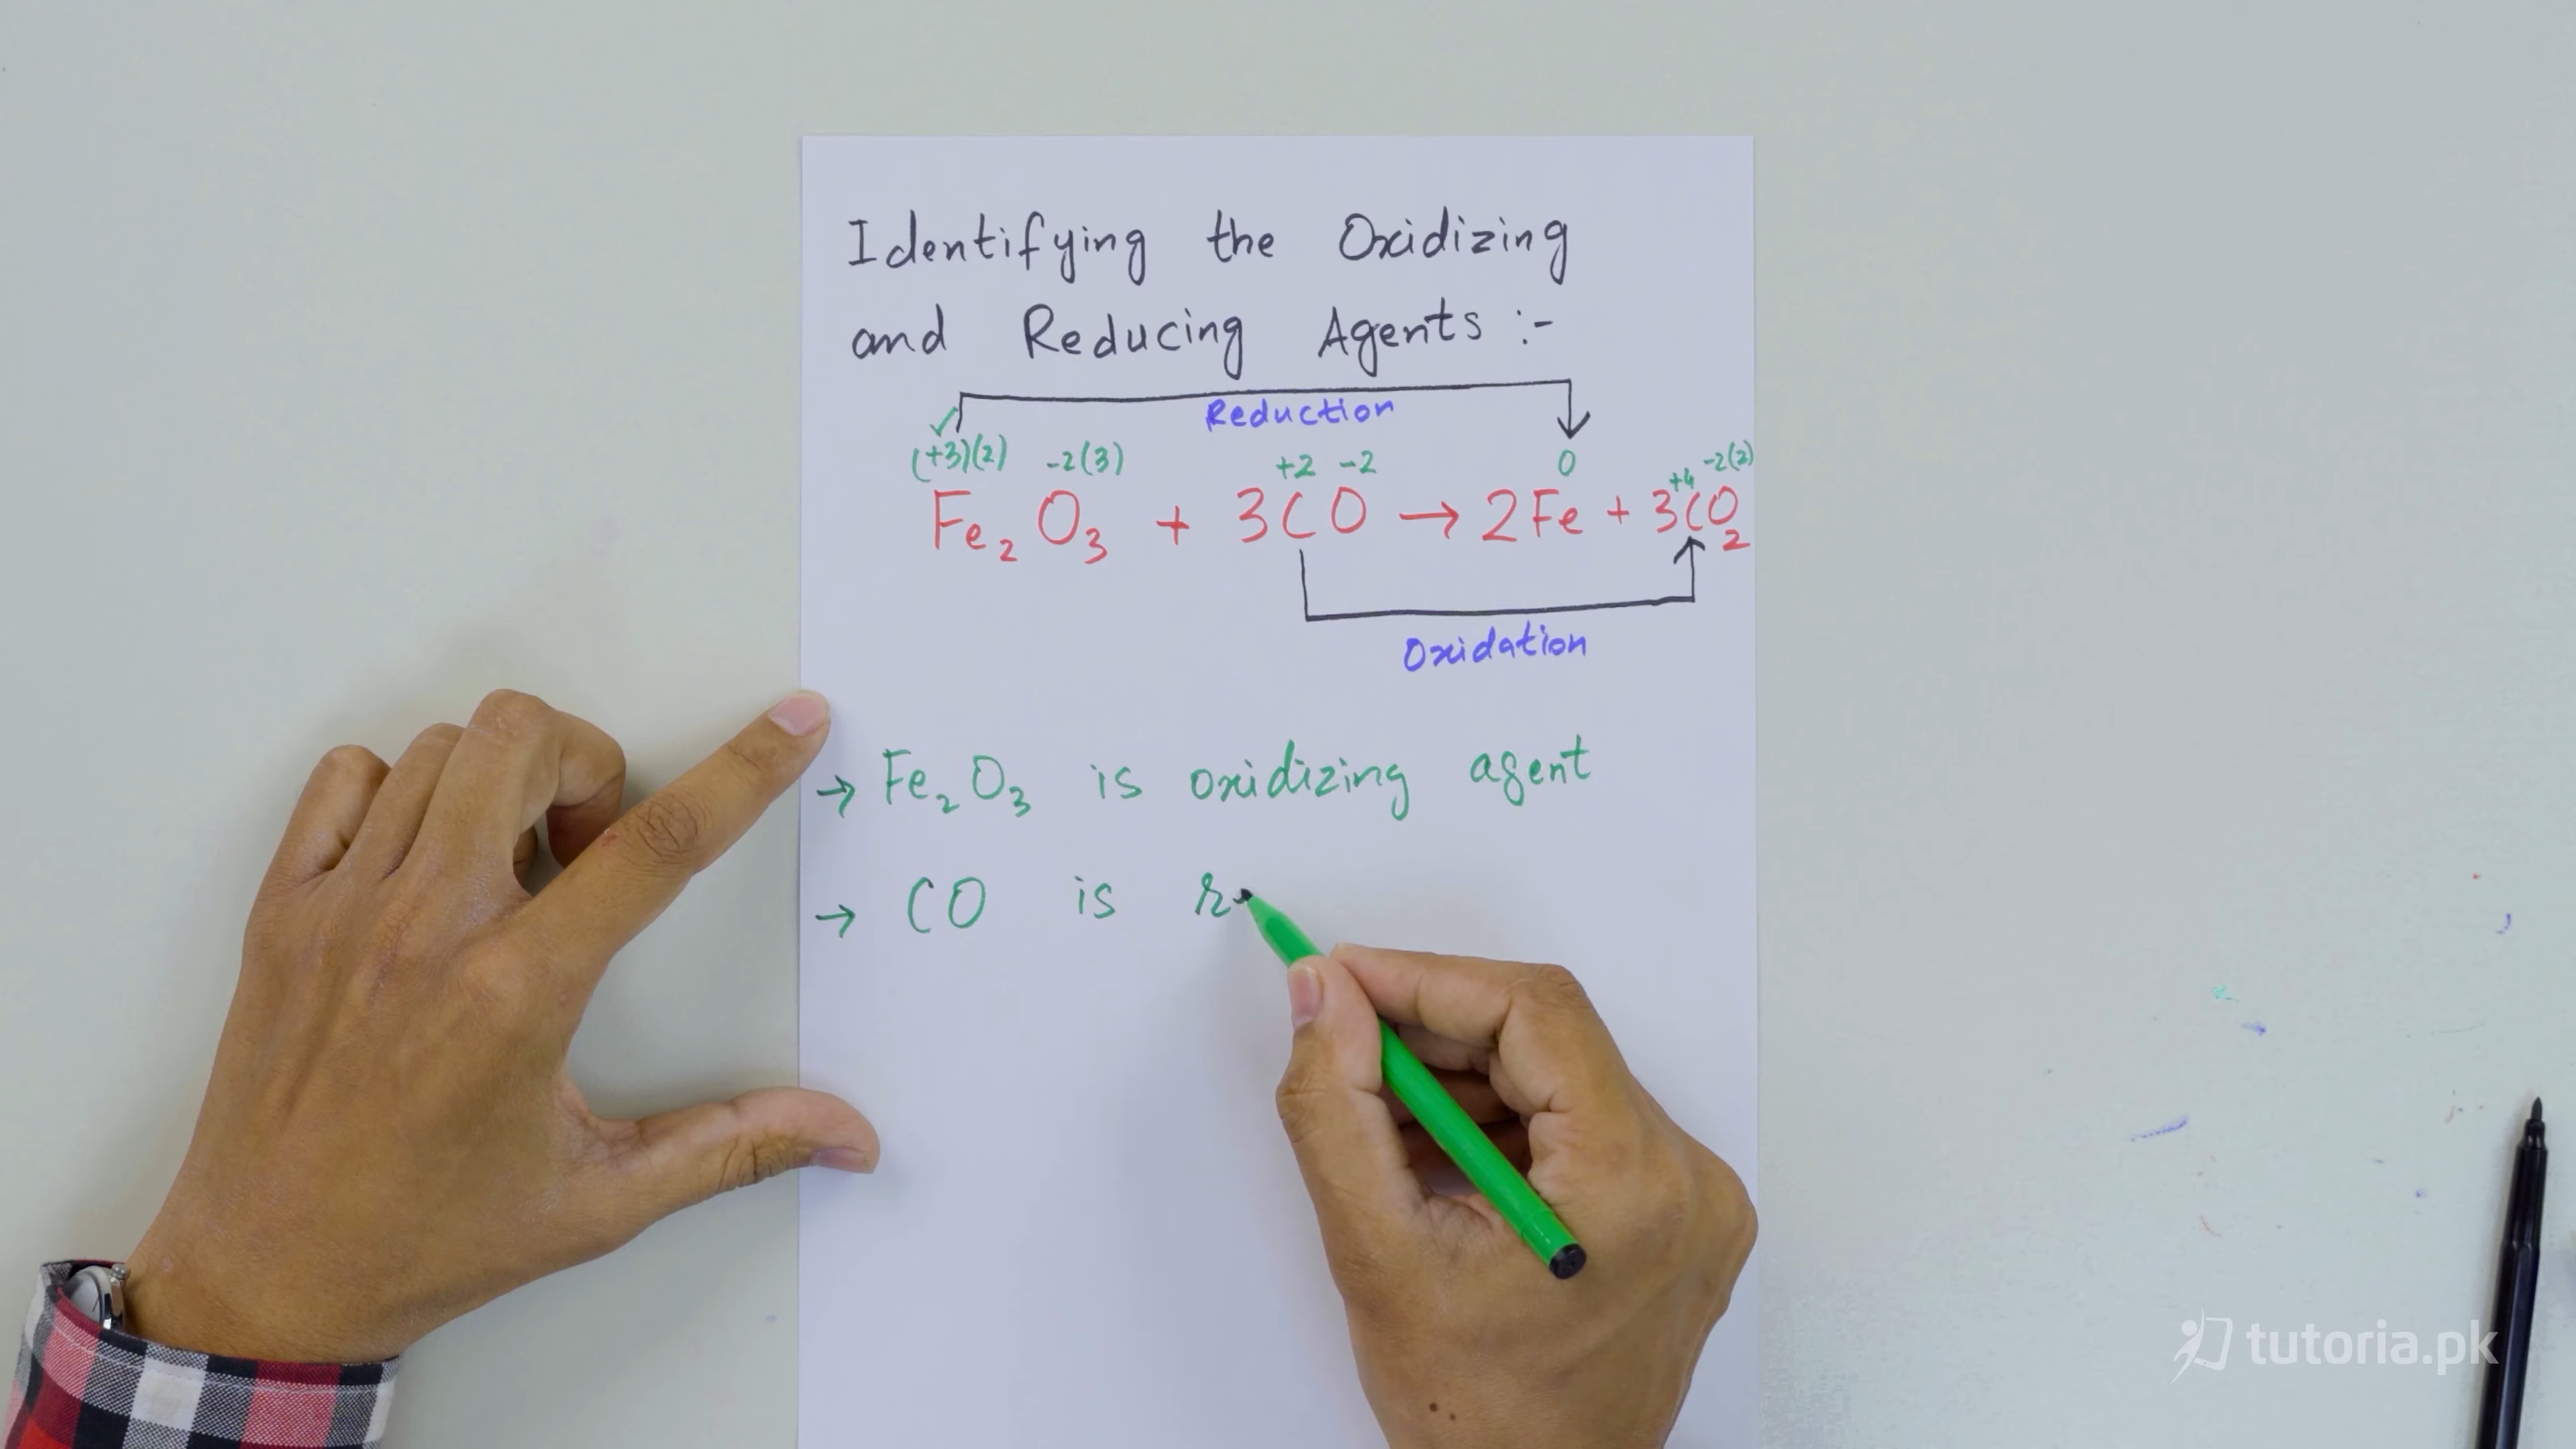 Identifying the Oxidizing
and Reducing Agents :-
Reduction
✓
(+3)(2) -2(3) +2 -2 0 +4 -2(2)
Fe₂O₃ + 3CO → 2Fe + 3CO₂
Oxidation
→ Fe₂O₃ is oxidizing agent
→ CO is r
tutoria.pk